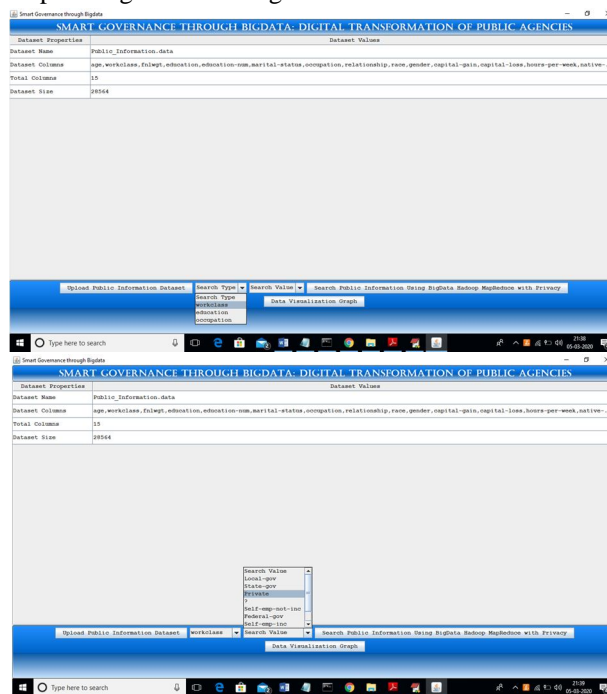 Smart Governance through Bigdata
SMART GOVERNANCE THROUGH BIGDATA: DIGITAL TRANSFORMATION OF PUBLIC AGENCIES
Dataset Properties Dataset Values
Dataset Name Public_Information.data
Dataset Columns age,workclass,fnlwgt,education,education-num,marital-status,occupation,relationship,race,gender,capital-gain,capital-loss,hours-per-week,native-..
Total Columns 15
Dataset Size 28564
Upload Public Information Dataset Search Type Search Value Search Public Information Using BigData Hadoop MapReduce with Privacy
Search Type
workclass
education
occupation
Data Visualization Graph
Type here to search
21:38
05-03-2020
Smart Governance through Bigdata
SMART GOVERNANCE THROUGH BIGDATA: DIGITAL TRANSFORMATION OF PUBLIC AGENCIES
Dataset Properties Dataset Values
Dataset Name Public_Information.data
Dataset Columns age,workclass,fnlwgt,education,education-num,marital-status,occupation,relationship,race,gender,capital-gain,capital-loss,hours-per-week,native-..
Total Columns 15
Dataset Size 28564
Search Value
Local-gov
State-gov
Private
?
Self-emp-not-inc
Federal-gov
Self-emp-inc
Upload Public Information Dataset workclass Search Value Search Public Information Using BigData Hadoop MapReduce with Privacy
Data Visualization Graph
Type here to search
21:39
05-03-2020